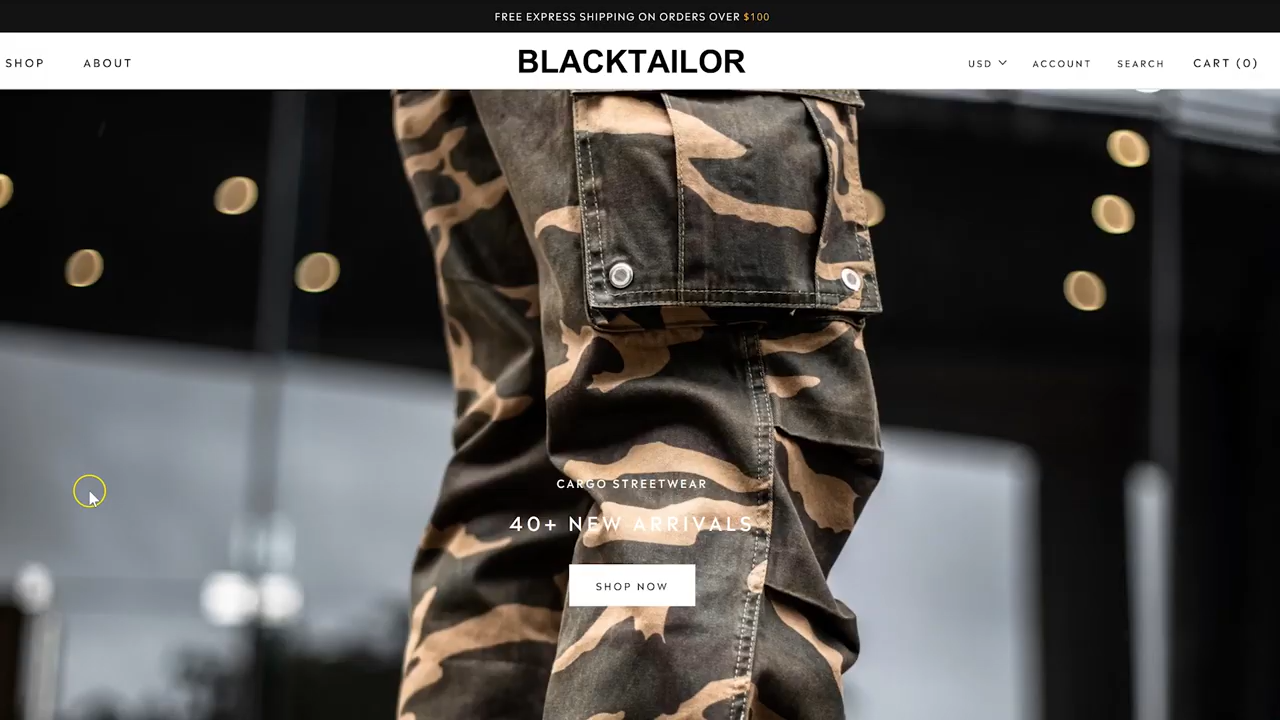 FREE EXPRESS SHIPPING ON ORDERS OVER $100
SHOP ABOUT BLACKTAILOR USD ACCOUNT SEARCH CART (0)
CARGO STREETWEAR
40+ NEW ARRIVALS
SHOP NOW